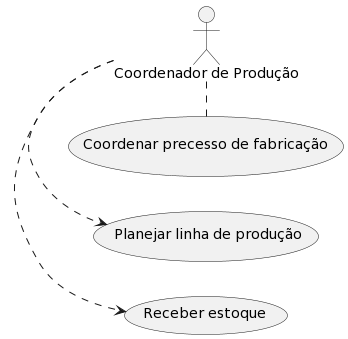 Coordenador de Produção
Coordenar precesso de fabricação
Planejar linha de produção
Receber estoque